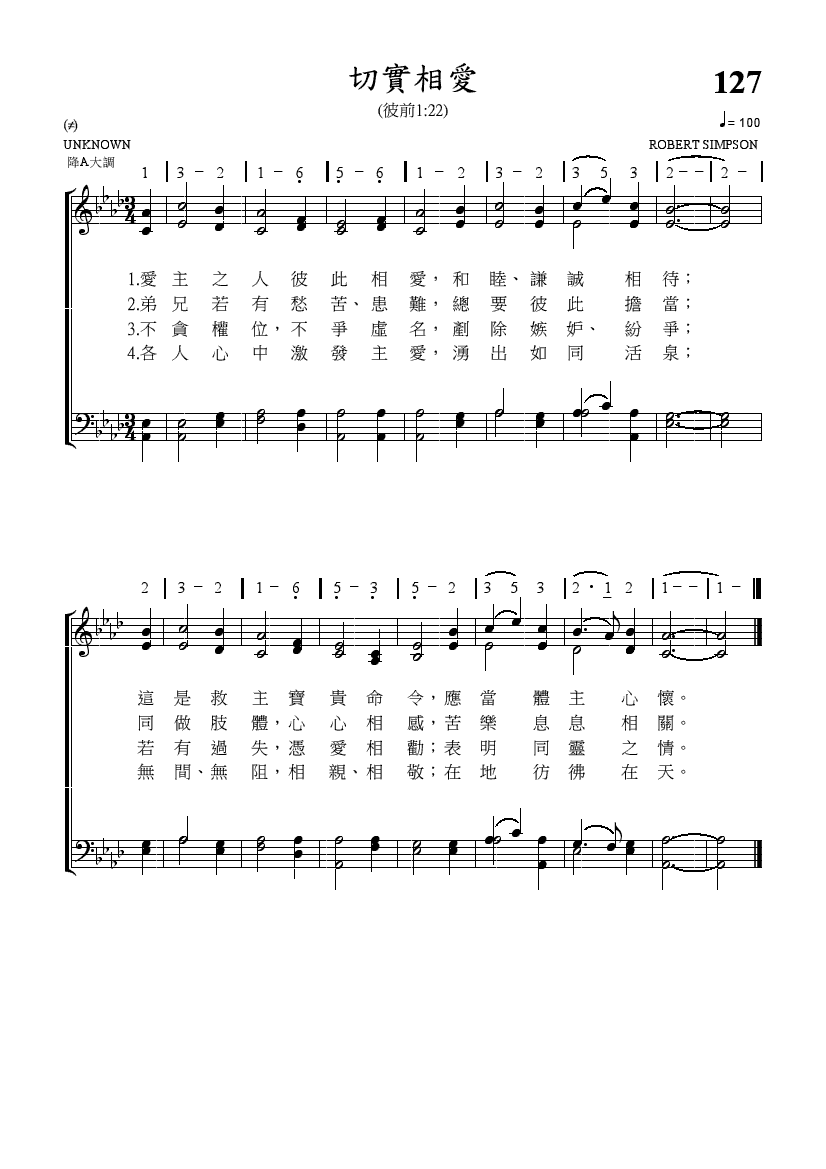 切實相愛
127
(彼前1:22)
(≠)
♩= 100
UNKNOWN
ROBERT SIMPSON
降A大調
1 | 3 - 2 | 1 - 6̣ | 5̣ - 6̣ | 1 - 2 | 3 - 2 | 3 5 3 | 2 - - | 2 - |
3/4
1.愛主之人彼此相愛，和睦、謙誠相待；
2.弟兄若有愁苦、患難，總要彼此擔當；
3.不貪權位，不爭虛名，剷除嫉妒、紛爭；
4.各人心中激發主愛，湧出如同活泉；
3/4
2 | 3 - 2 | 1 - 6̣ | 5̣ - 3̣ | 5̣ - 2 | 3 5 3 | 2 · 1 2 | 1 - - | 1 - ‖
這是救主寶貴命令，應當體主心懷。
同做肢體，心心相感，苦樂息息相關。
若有過失，憑愛相勸；表明同靈之情。
無間、無阻，相親、相敬；在地彷彿在天。